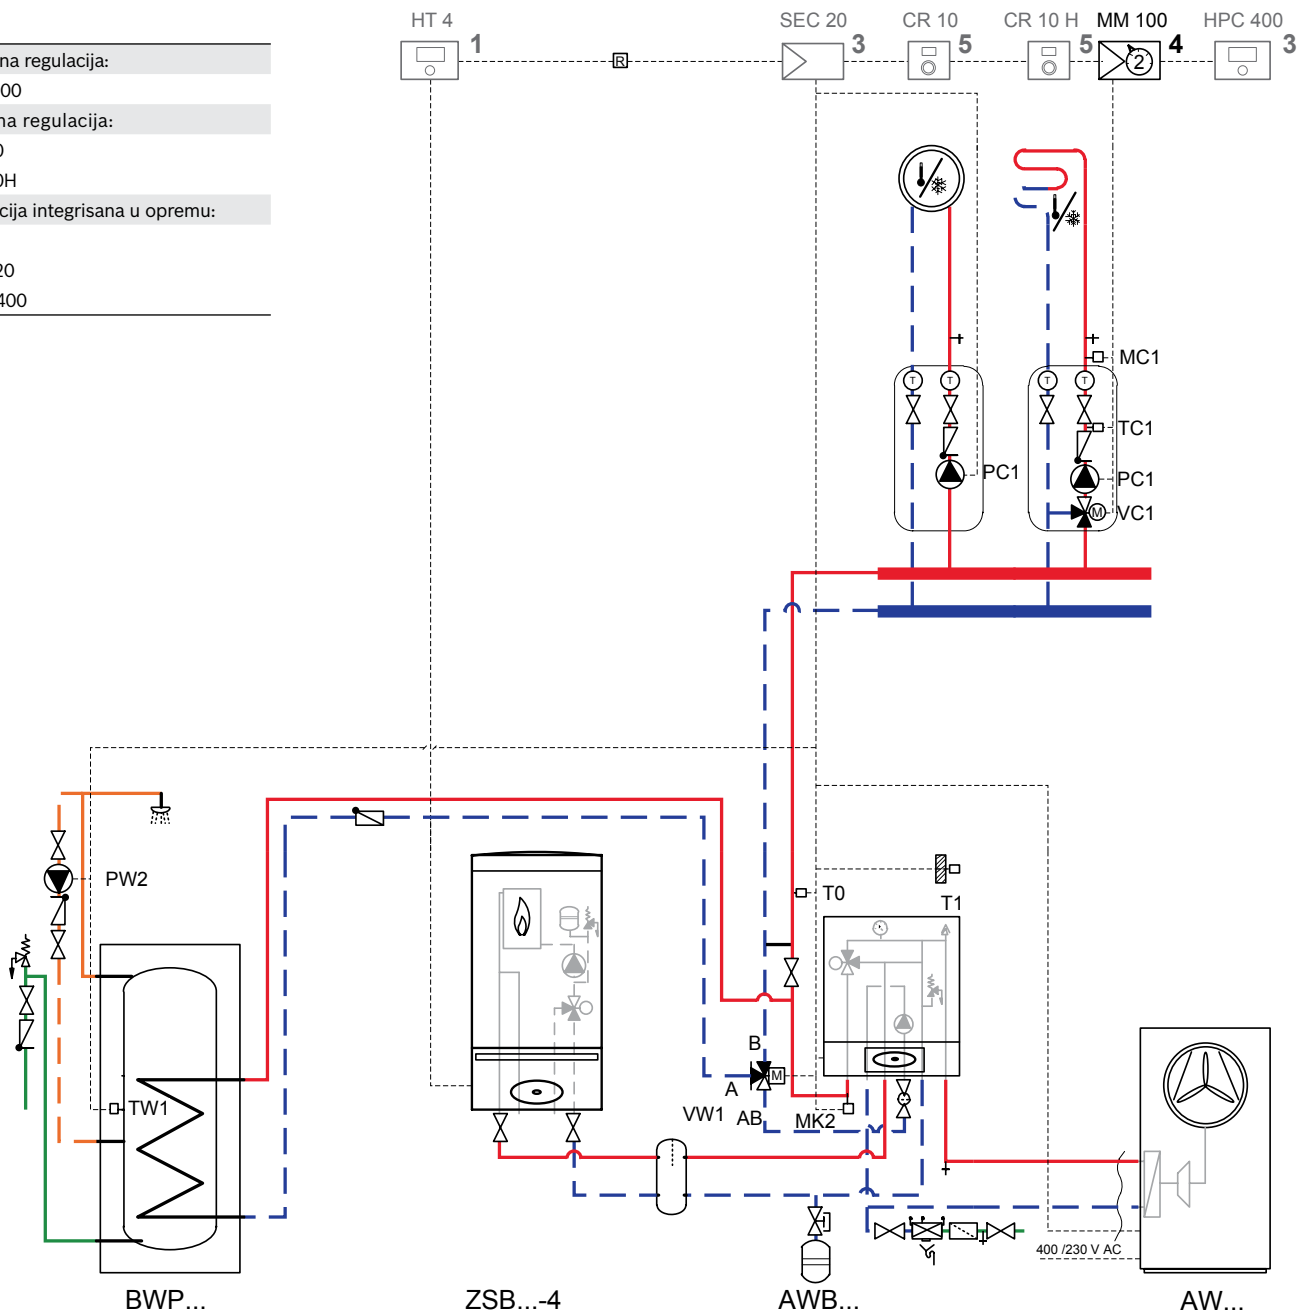 HT 4
SEC 20
CR 10
CR 10 H
MM 100
HPC 400
1
R
3
5
5
2
4
3
na regulacija:
00
na regulacija:
0
0H
cija integrisana u opremu:
20
400
MC1
T
T
T
T
TC1
PC1
PC1
M
VC1
PW2
T0
T1
B
M
A
TW1
VW1
AB
MK2
400 /230 V AC
BWP...
ZSB...-4
AWB...
AW...